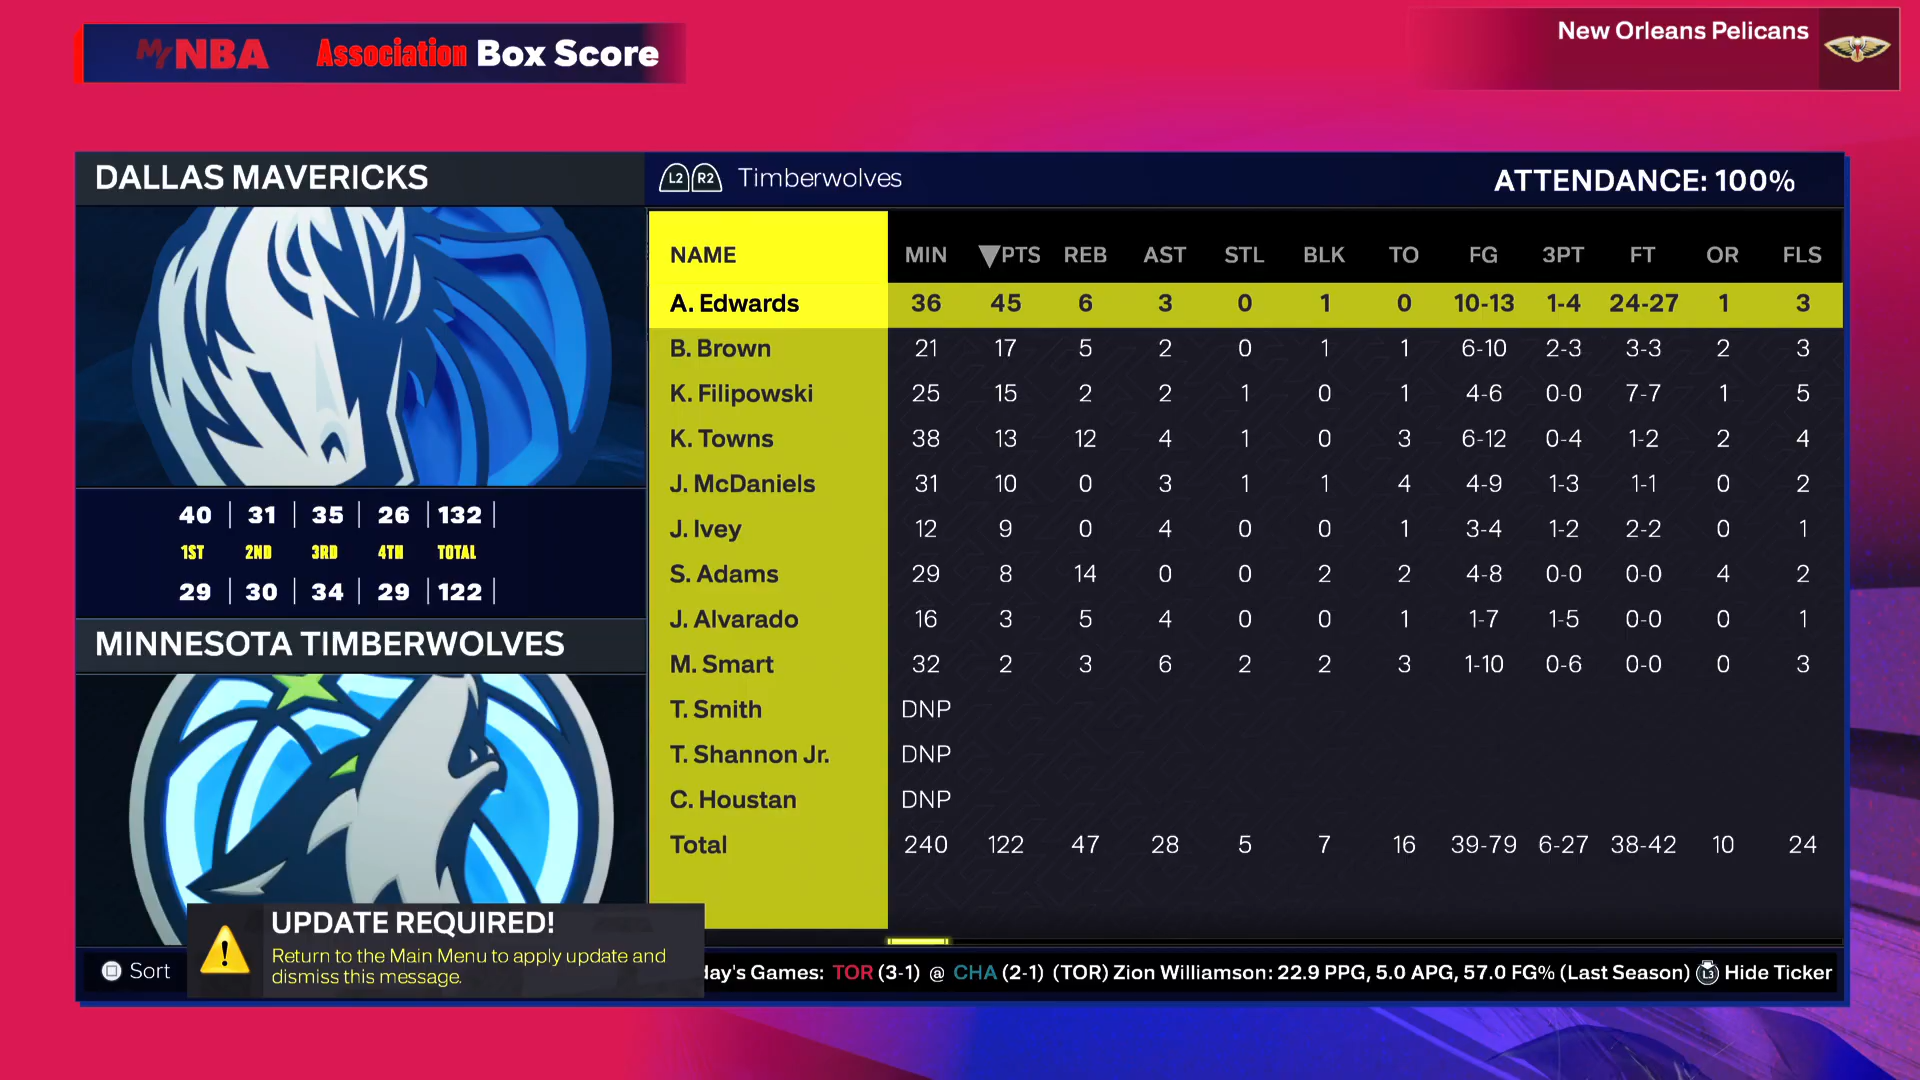 MyNBA Association Box Score
New Orleans Pelicans
DALLAS MAVERICKS
40 31 35 26 132
1ST 2ND 3RD 4TH TOTAL
29 30 34 29 122
MINNESOTA TIMBERWOLVES
L2 R2 Timberwolves ATTENDANCE: 100%
NAME MIN PTS REB AST STL BLK TO FG 3PT FT OR FLS
A. Edwards 36 45 6 3 0 1 0 10-13 1-4 24-27 1 3
B. Brown 21 17 5 2 0 1 1 6-10 2-3 3-3 2 3
K. Filipowski 25 15 2 2 1 0 1 4-6 0-0 7-7 1 5
K. Towns 38 13 12 4 1 0 3 6-12 0-4 1-2 2 4
J. McDaniels 31 10 0 3 1 1 4 4-9 1-3 1-1 0 2
J. Ivey 12 9 0 4 0 0 1 3-4 1-2 2-2 0 1
S. Adams 29 8 14 0 0 2 2 4-8 0-0 0-0 4 2
J. Alvarado 16 3 5 4 0 0 1 1-7 1-5 0-0 0 1
M. Smart 32 2 3 6 2 2 3 1-10 0-6 0-0 0 3
T. Smith DNP
T. Shannon Jr. DNP
C. Houstan DNP
Total 240 122 47 28 5 7 16 39-79 6-27 38-42 10 24
UPDATE REQUIRED!
Return to the Main Menu to apply update and
dismiss this message.
Sort
day's Games: TOR (3-1) @ CHA (2-1) (TOR) Zion Williamson: 22.9 PPG, 5.0 APG, 57.0 FG% (Last Season) L3 Hide Ticker